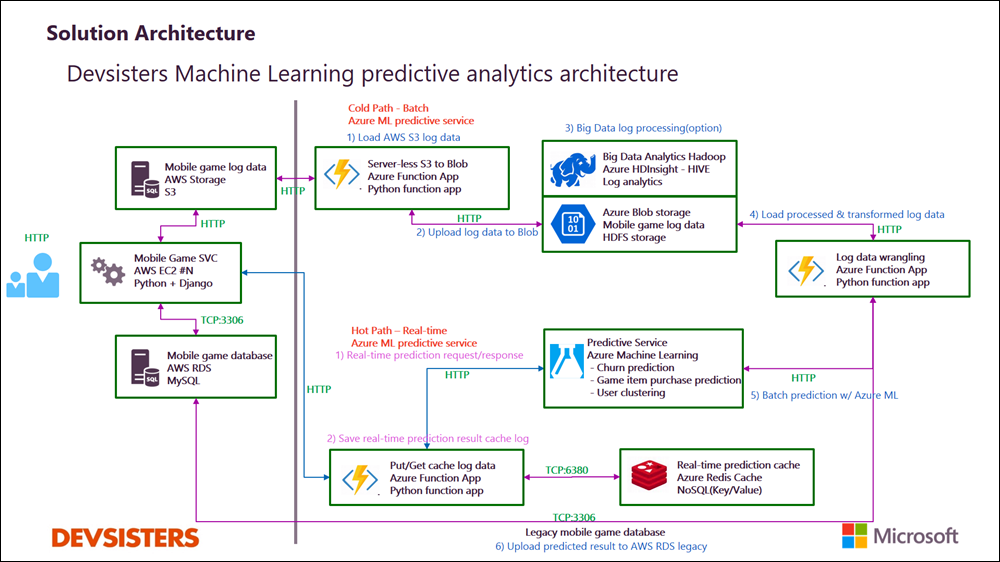 Solution Architecture
Devsisters Machine Learning predictive analytics architecture
Cold Path - Batch
Azure ML predictive service
1) Load AWS S3 log data
3) Big Data log processing(option)
Mobile game log data
AWS Storage
S3
SQL
HTTP
Server-less S3 to Blob
Azure Function App
Python function app
Big Data Analytics Hadoop
Azure HDInsight - HIVE
Log analytics
HTTP
2) Upload log data to Blob
10
01
Azure Blob storage
Mobile game log data
HDFS storage
4) Load processed & transformed log data
HTTP
HTTP
HTTP
Mobile Game SVC
AWS EC2 #N
Python + Django
Log data wrangling
Azure Function App
Python function app
TCP:3306
Hot Path – Real-time
Azure ML predictive service
1) Real-time prediction request/response
HTTP
Mobile game database
AWS RDS
MySQL
SQL
HTTP
Predictive Service
Azure Machine Learning
- Churn prediction
- Game item purchase prediction
- User clustering
HTTP
5) Batch prediction w/ Azure ML
2) Save real-time prediction result cache log
Put/Get cache log data
Azure Function App
Python function app
TCP:6380
Real-time prediction cache
Azure Redis Cache
NoSQL(Key/Value)
TCP:3306
Legacy mobile game database
6) Upload predicted result to AWS RDS legacy
DEVSISTERS
Microsoft